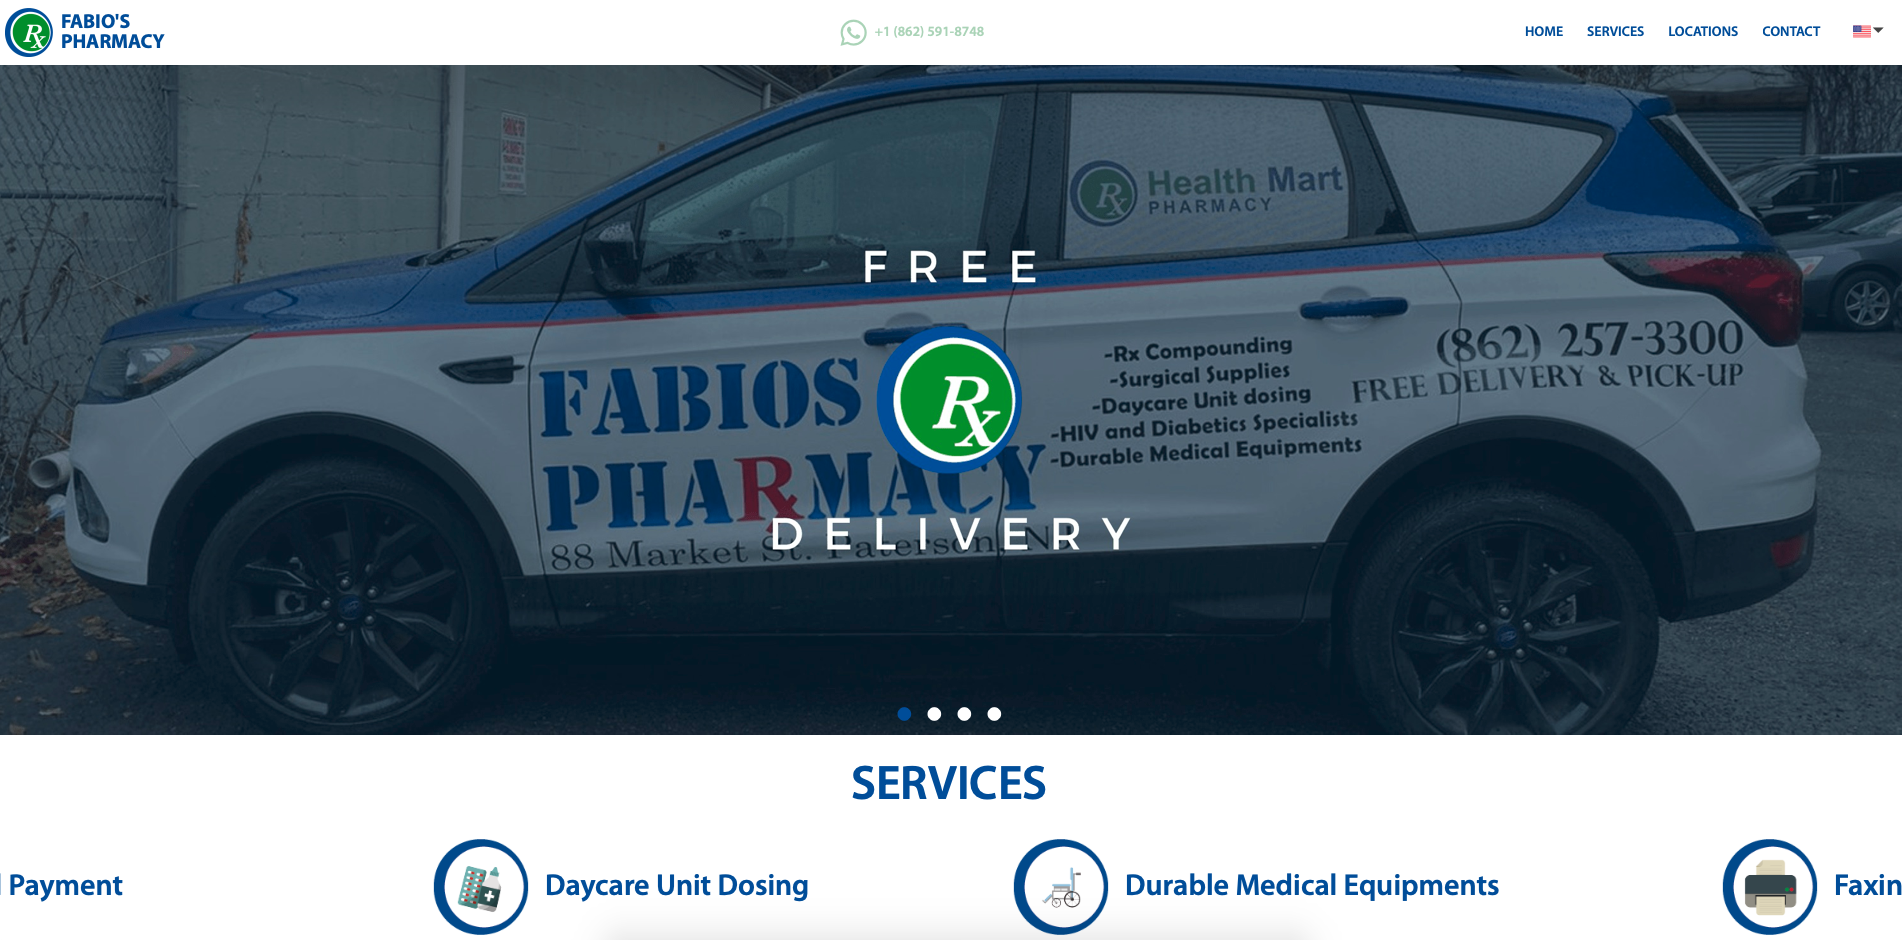 FABIO'S
PHARMACY
+1 (862) 591-8748
HOME
SERVICES
LOCATIONS
CONTACT
Health Mart
PHARMACY
Rx
FREE
Rx
DELIVERY
FABIOS
PHARMACY
88 Market St. Paterson, NJ
-Rx Compounding
-Surgical Supplies
-Daycare Unit dosing
-HIV and Diabetics Specialists
-Durable Medical Equipments
(862) 257-3300
FREE DELIVERY & PICK-UP
SERVICES
Payment
Daycare Unit Dosing
Durable Medical Equipments
Faxin